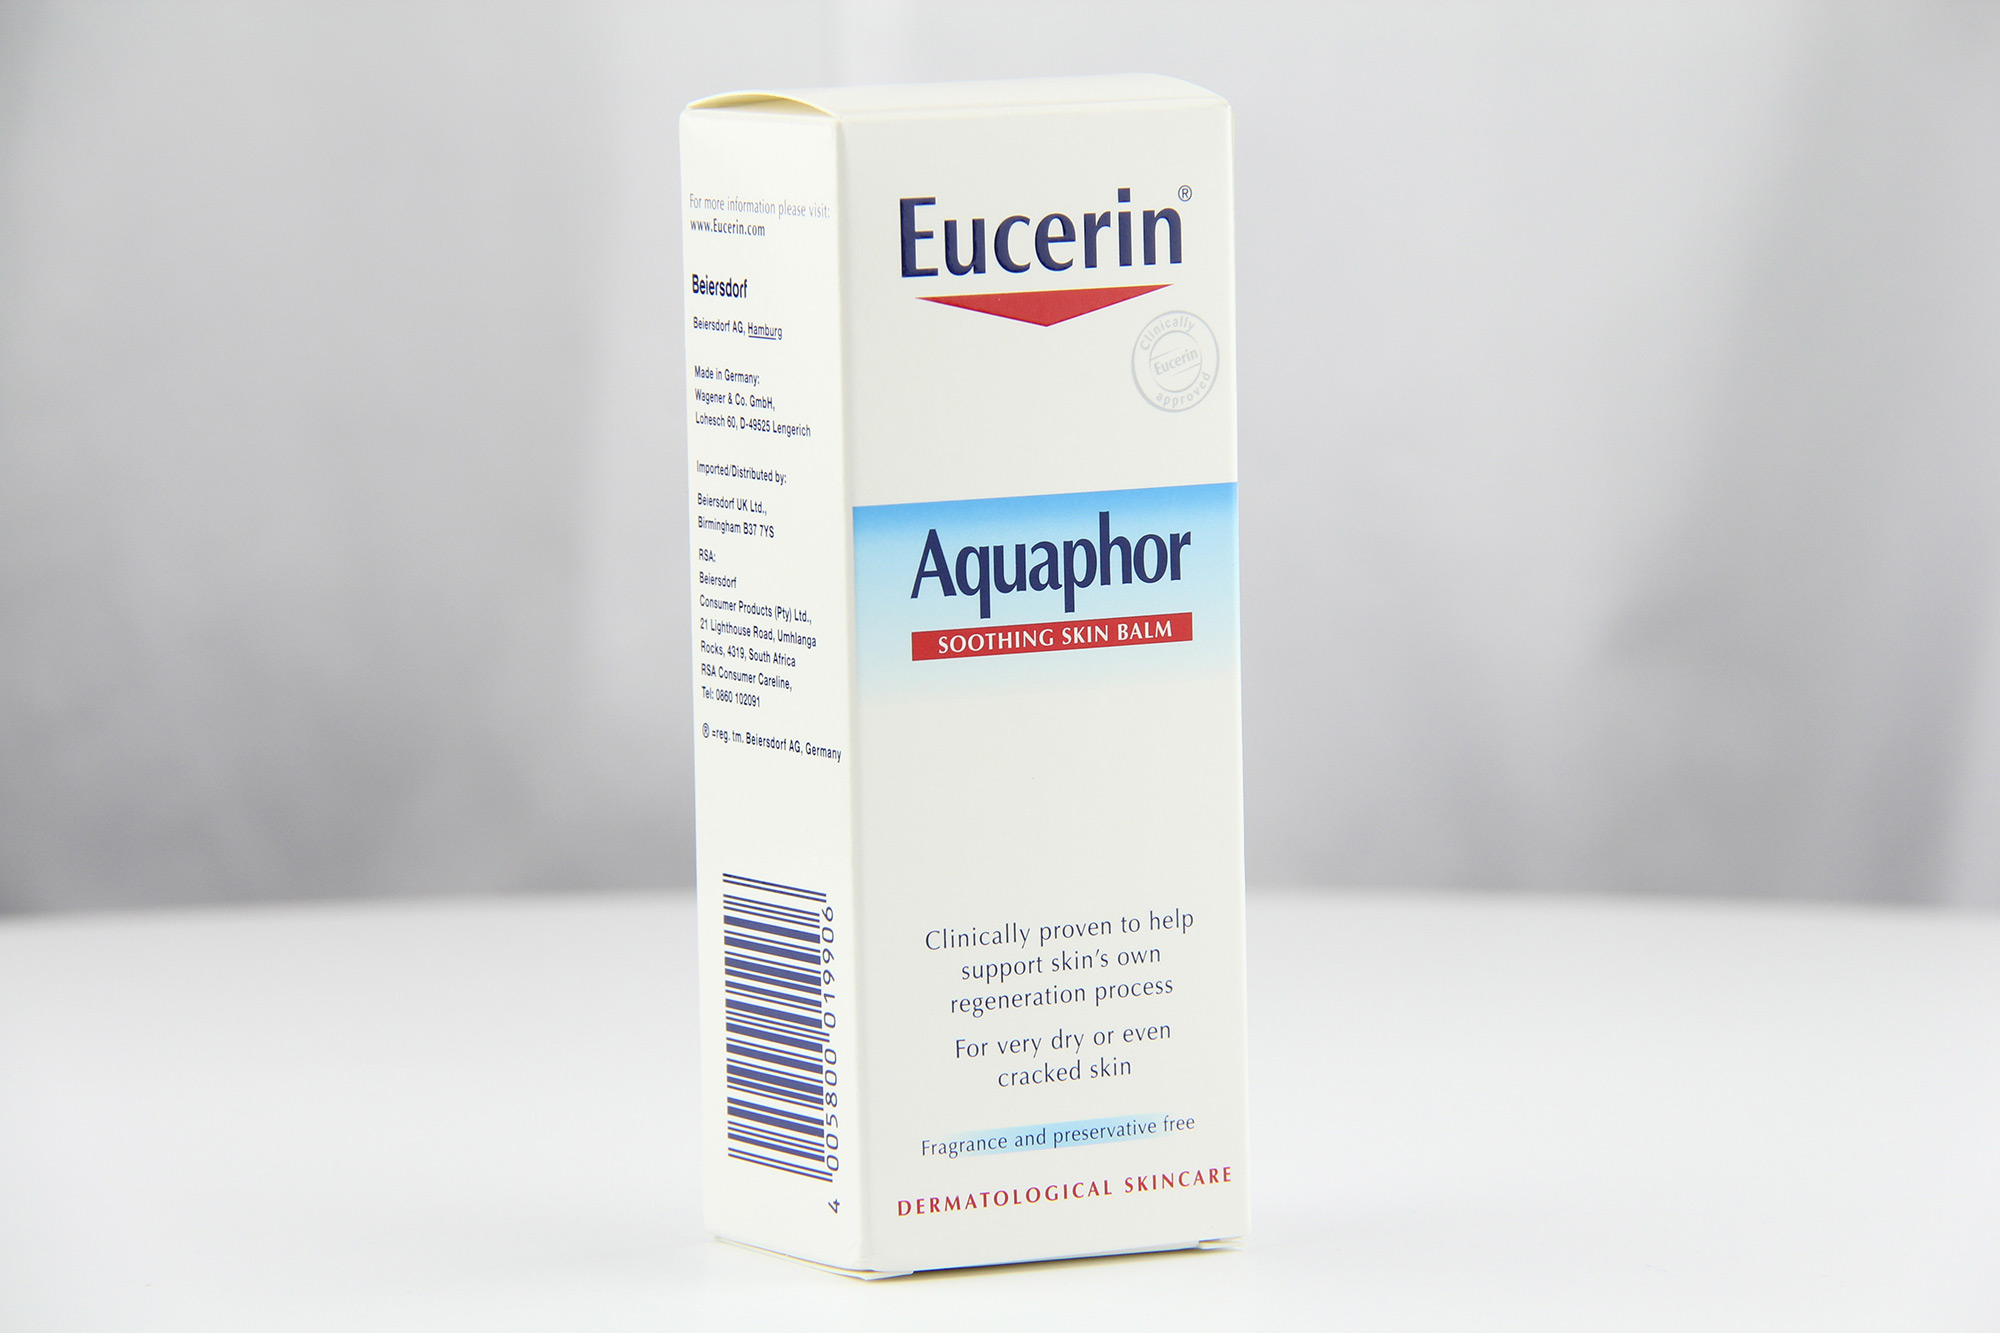 For more information please visit:
www.Eucerin.com
Beiersdorf
Beiersdorf AG, Hamburg
Made in Germany:
Wagener & Co. GmbH,
Lohesch 60, D-49525 Lengerich
Imported/Distributed by:
Beiersdorf UK Ltd.,
Birmingham B37 7YS
RSA:
Beiersdorf
Consumer Products (Pty) Ltd.,
21 Lighthouse Road, Umhlanga
Rocks, 4319, South Africa
RSA Consumer Careline,
Tel: 0860 102091
® =reg. tm. Beiersdorf AG, Germany
4 005800 019906
Eucerin®
Clinically
Eucerin
approved
Aquaphor
SOOTHING SKIN BALM
Clinically proven to help
support skin's own
regeneration process
For very dry or even
cracked skin
Fragrance and preservative free
DERMATOLOGICAL SKINCARE